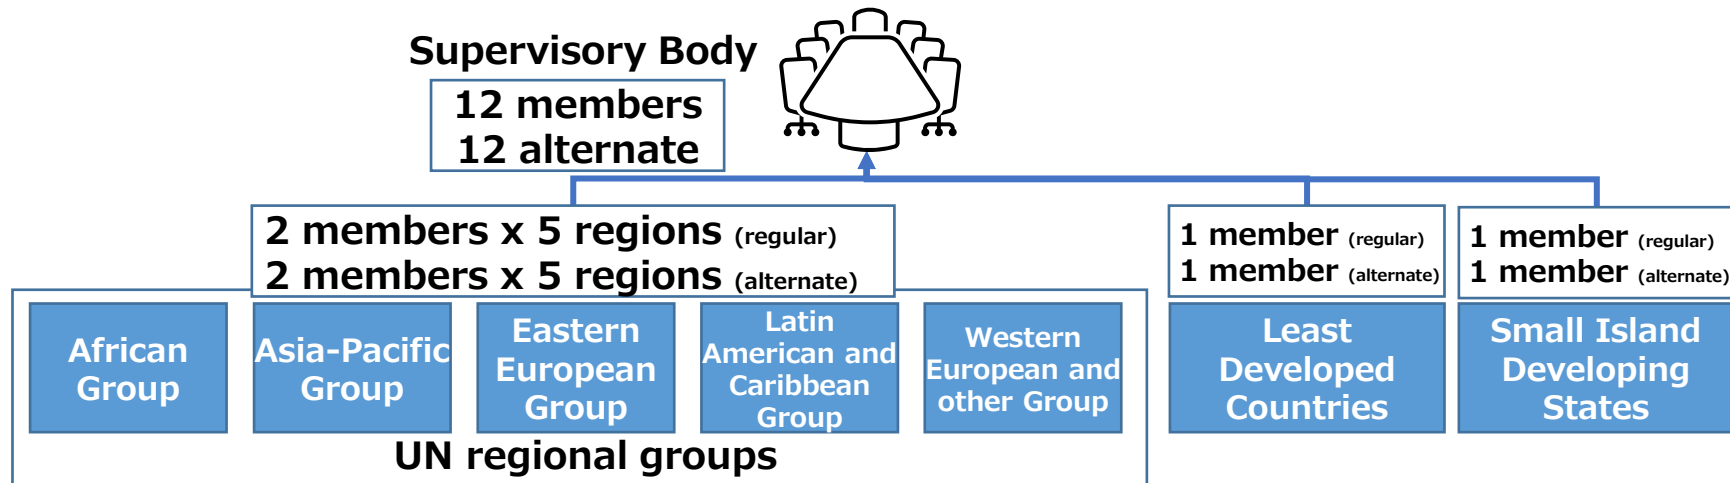 Supervisory Body
12 members
12 alternate
2 members x 5 regions (regular)
2 members x 5 regions (alternate)
1 member (regular)
1 member (alternate)
1 member (regular)
1 member (alternate)
African
Group
Asia-Pacific
Group
Eastern
European
Group
Latin
American and
Caribbean
Group
Western
European and
other Group
Least
Developed
Countries
Small Island
Developing
States
UN regional groups